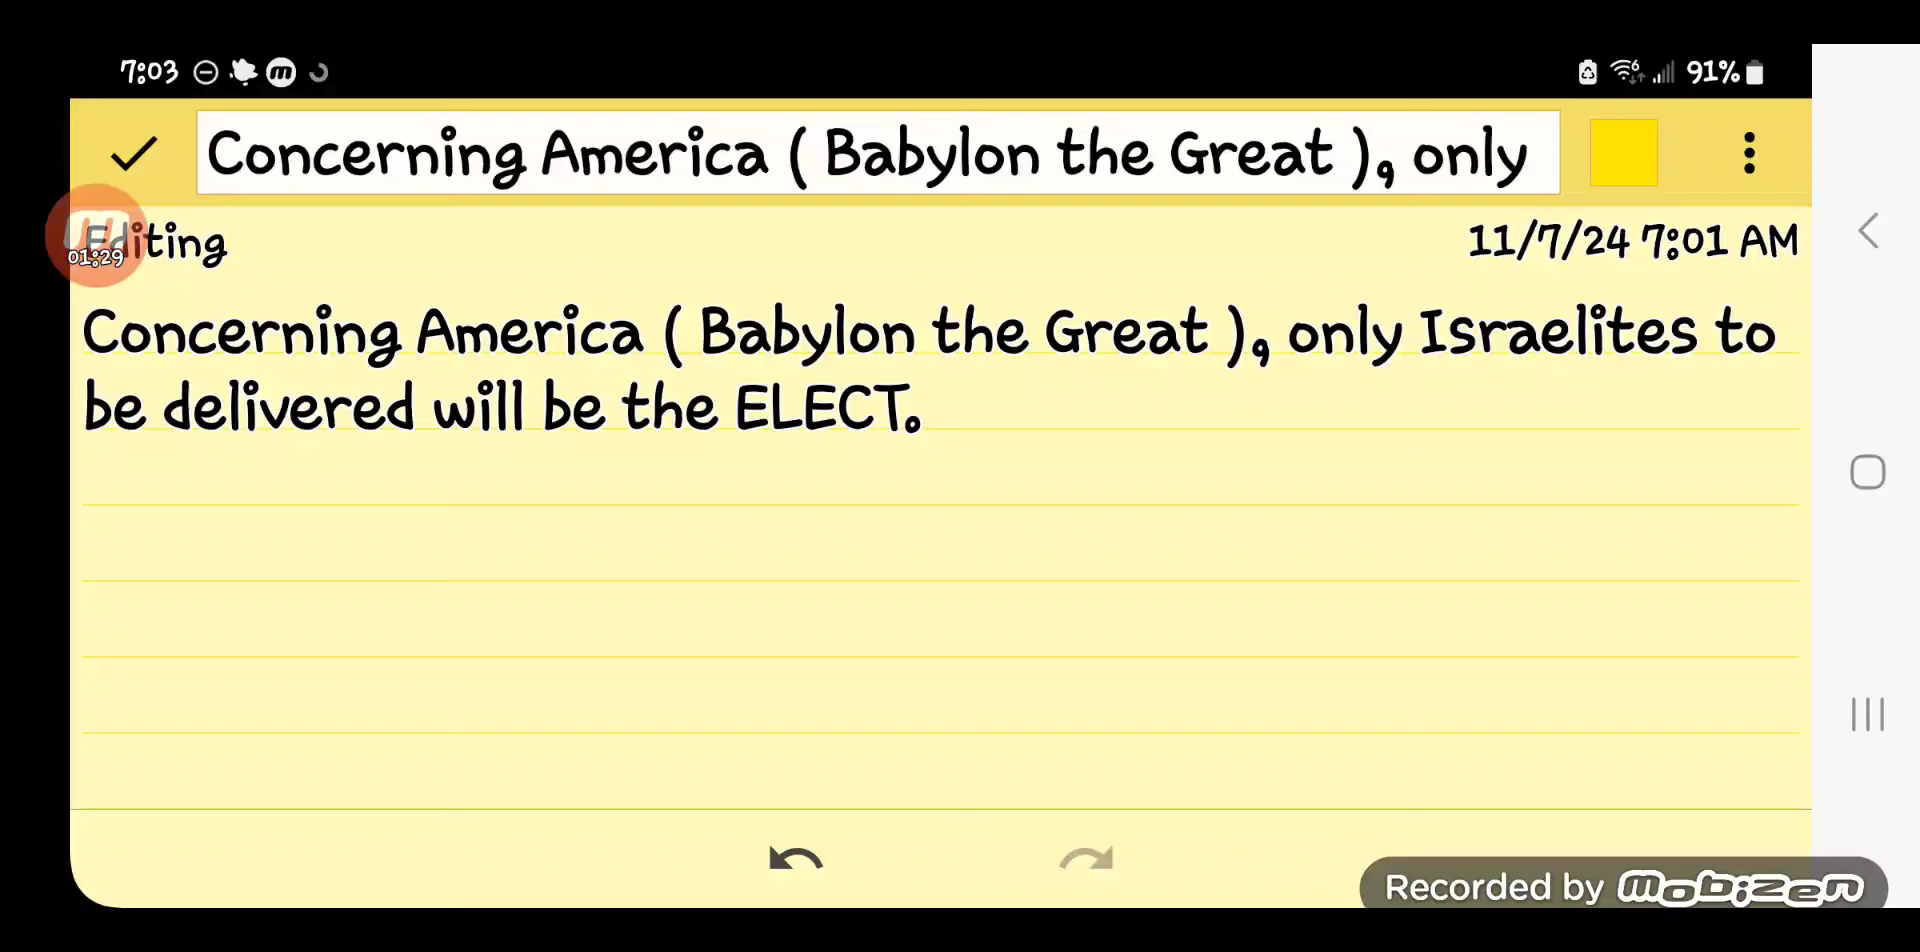 7:03 91%
Concerning America ( Babylon the Great ), only
Editing 11/7/24 7:01 AM
01:29
Concerning America ( Babylon the Great ), only Israelites to
be delivered will be the ELECT.
Recorded by mobizen